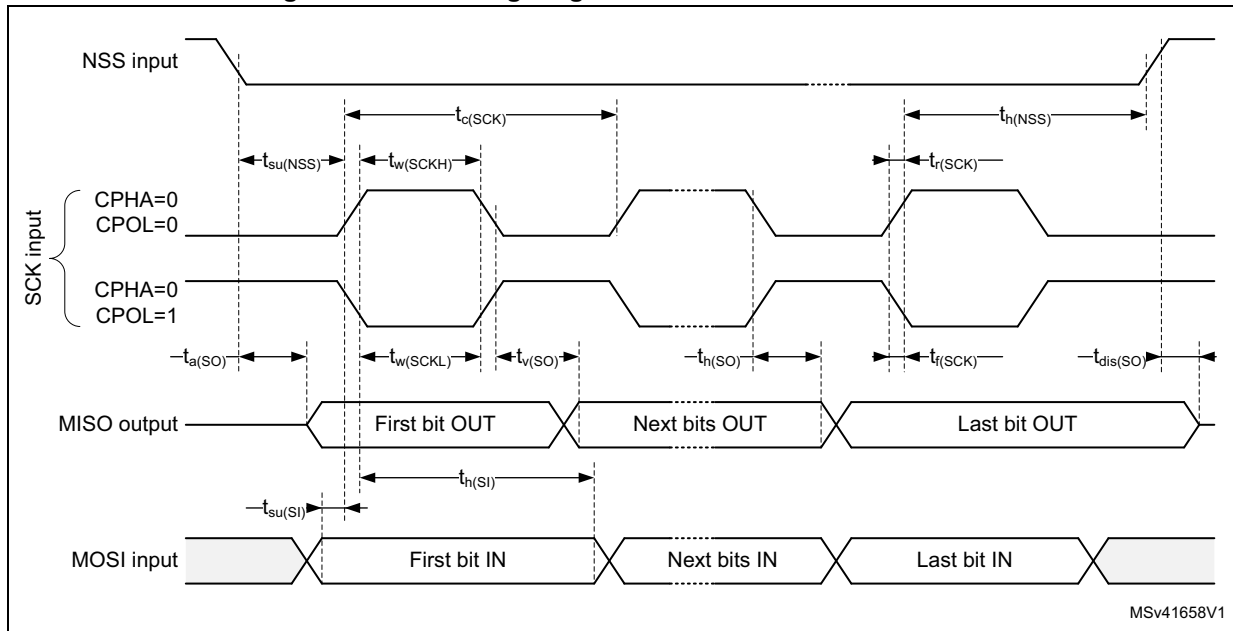 NSS input
tc(SCK)
th(NSS)
tsu(NSS)
tw(SCKH)
tr(SCK)
SCK input
CPHA=0
CPOL=0
CPHA=0
CPOL=1
ta(SO)
tw(SCKL)
tv(SO)
th(SO)
tf(SCK)
tdis(SO)
MISO output
First bit OUT
Next bits OUT
Last bit OUT
th(SI)
tsu(SI)
MOSI input
First bit IN
Next bits IN
Last bit IN
MSv41658V1